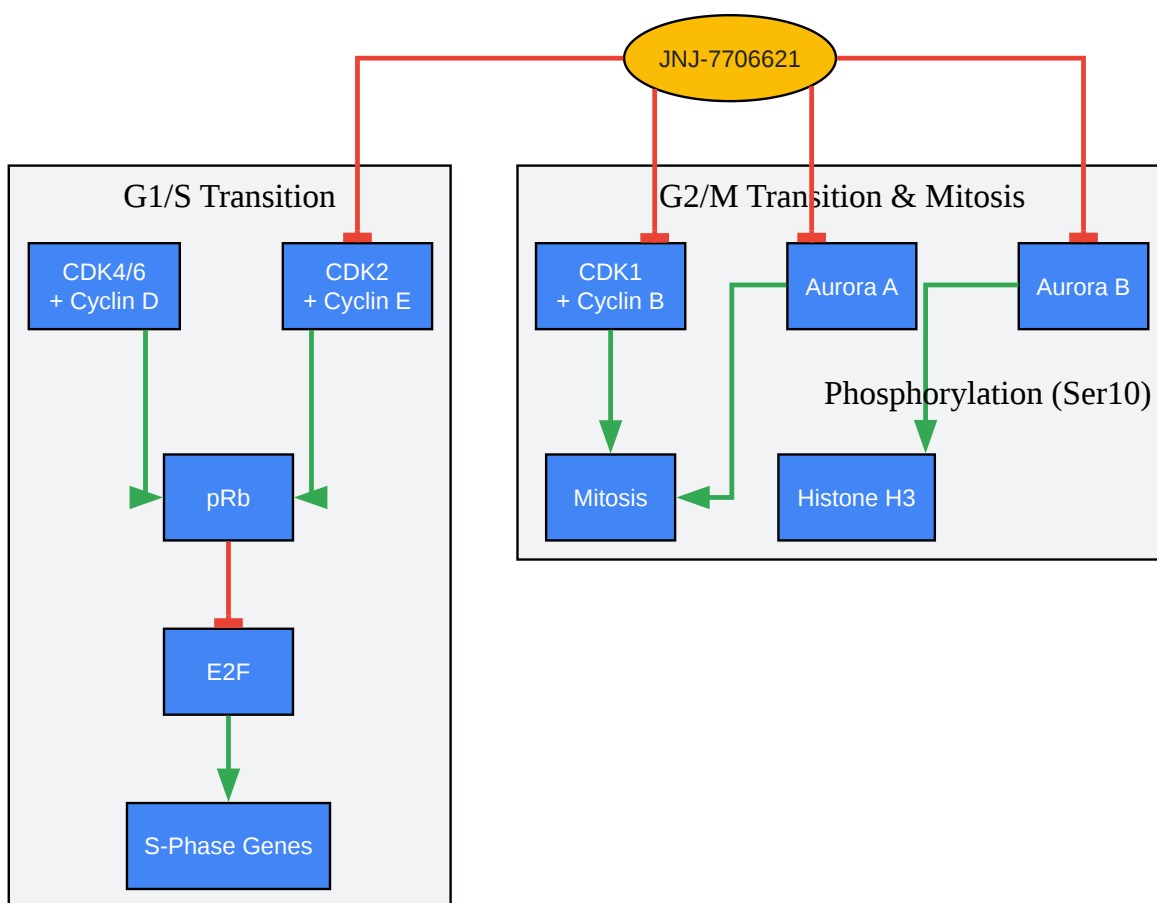 JNJ-7706621
G1/S Transition
G2/M Transition & Mitosis
CDK4/6
+ Cyclin D
CDK2
+ Cyclin E
CDK1
+ Cyclin B
Aurora A
Aurora B
Phosphorylation (Ser10)
pRb
Mitosis
Histone H3
E2F
S-Phase Genes